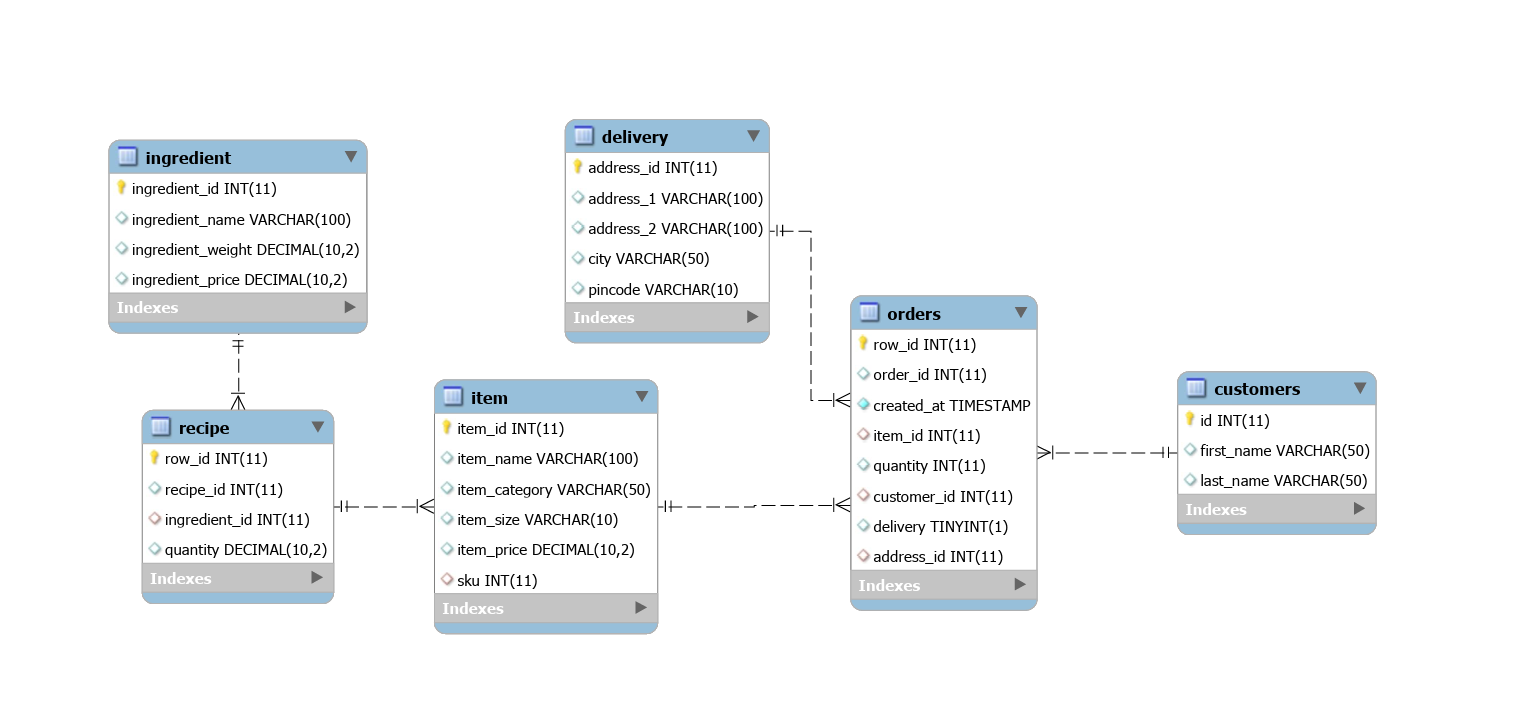 ingredient
ingredient_id INT(11)
ingredient_name VARCHAR(100)
ingredient_weight DECIMAL(10,2)
ingredient_price DECIMAL(10,2)
Indexes
delivery
address_id INT(11)
address_1 VARCHAR(100)
address_2 VARCHAR(100)
city VARCHAR(50)
pincode VARCHAR(10)
Indexes
recipe
row_id INT(11)
recipe_id INT(11)
ingredient_id INT(11)
quantity DECIMAL(10,2)
Indexes
item
item_id INT(11)
item_name VARCHAR(100)
item_category VARCHAR(50)
item_size VARCHAR(10)
item_price DECIMAL(10,2)
sku INT(11)
Indexes
orders
row_id INT(11)
order_id INT(11)
created_at TIMESTAMP
item_id INT(11)
quantity INT(11)
customer_id INT(11)
delivery TINYINT(1)
address_id INT(11)
Indexes
customers
id INT(11)
first_name VARCHAR(50)
last_name VARCHAR(50)
Indexes